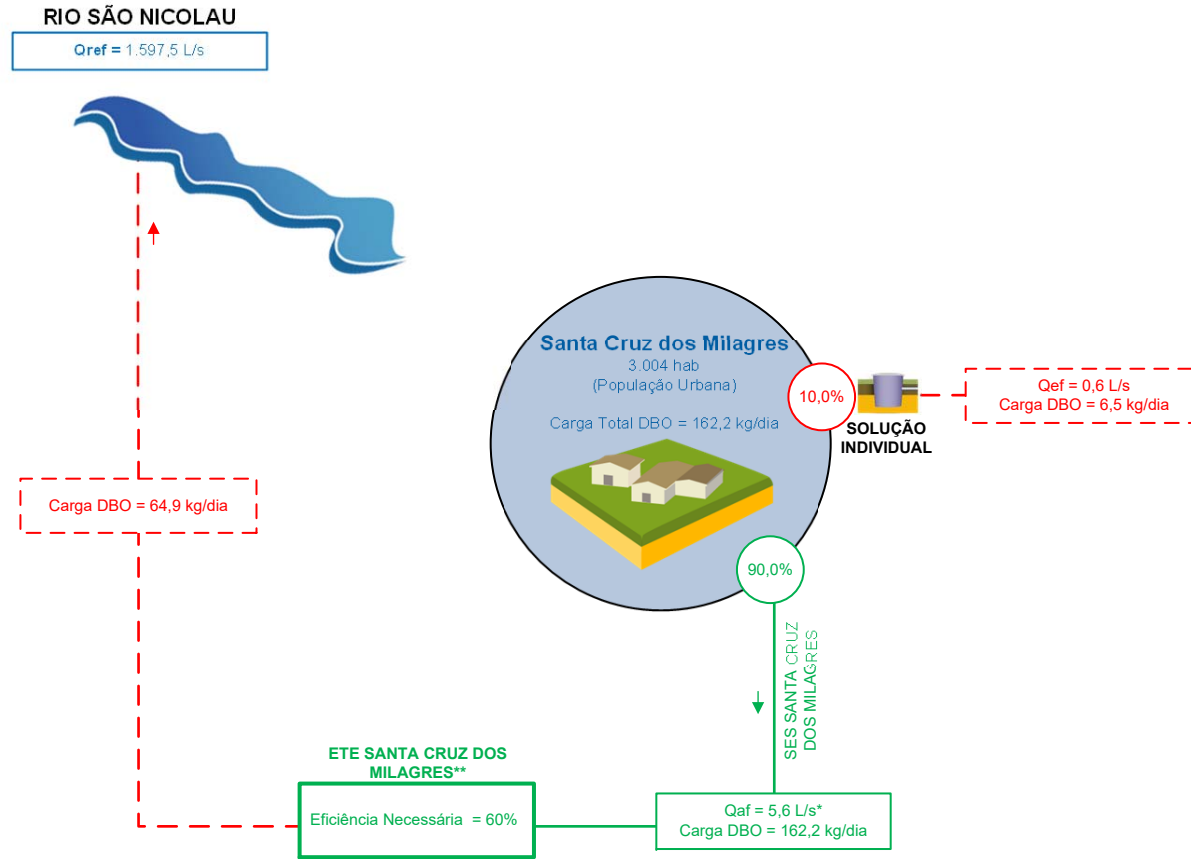 RIO SÃO NICOLAU
Qref = 1.597,5 L/s
Santa Cruz dos Milagres
3.004 hab
(População Urbana)
Carga Total DBO = 162,2 kg/dia
10,0%
SOLUÇÃO
INDIVIDUAL
Qef = 0,6 L/s
Carga DBO = 6,5 kg/dia
Carga DBO = 64,9 kg/dia
90,0%
SES SANTA CRUZ
DOS MILAGRES
ETE SANTA CRUZ DOS
MILAGRES**
Eficiência Necessária = 60%
Qaf = 5,6 L/s*
Carga DBO = 162,2 kg/dia